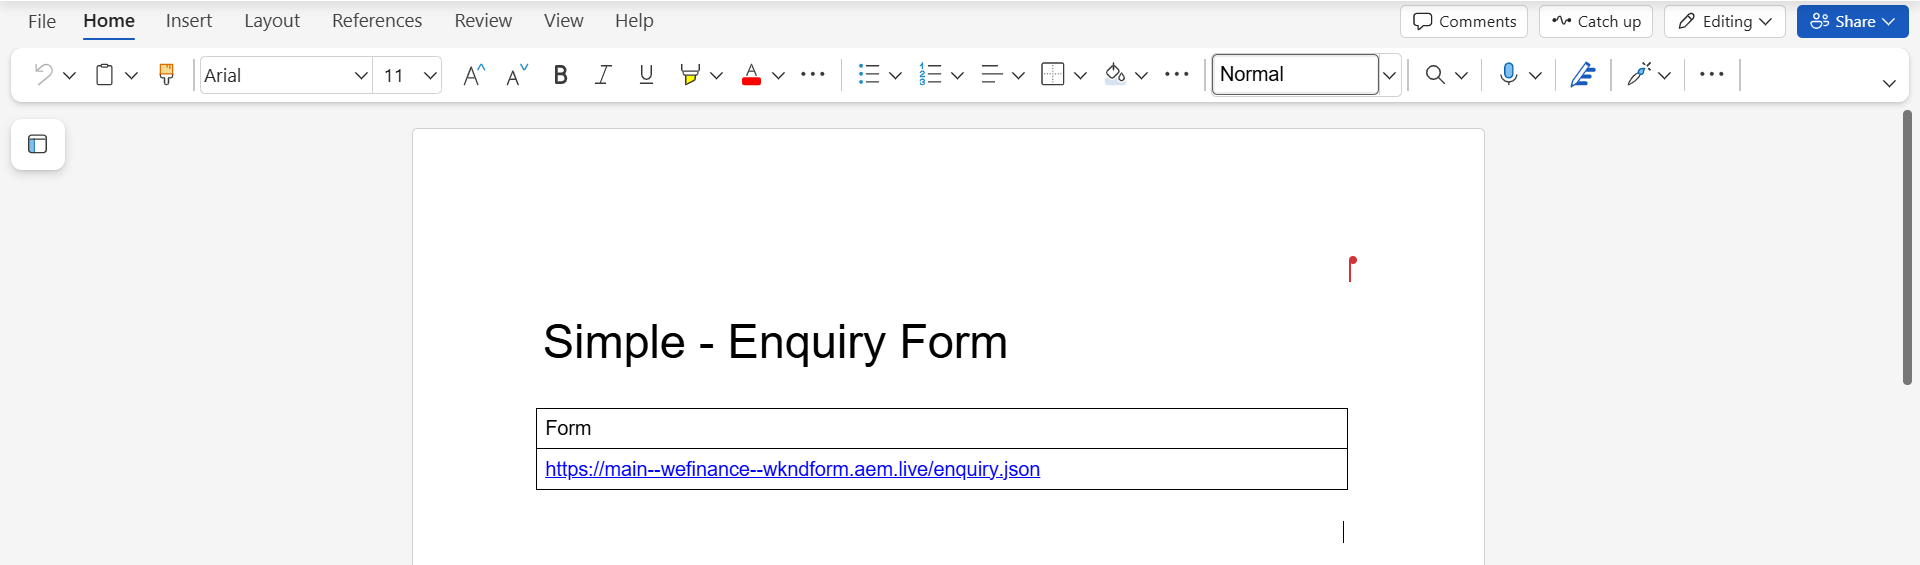 File Home Insert Layout References Review View Help Comments Catch up Editing Share
Arial 11 B I U A Normal
Simple - Enquiry Form
Form
https://main--wefinance--wkndform.aem.live/enquiry.json